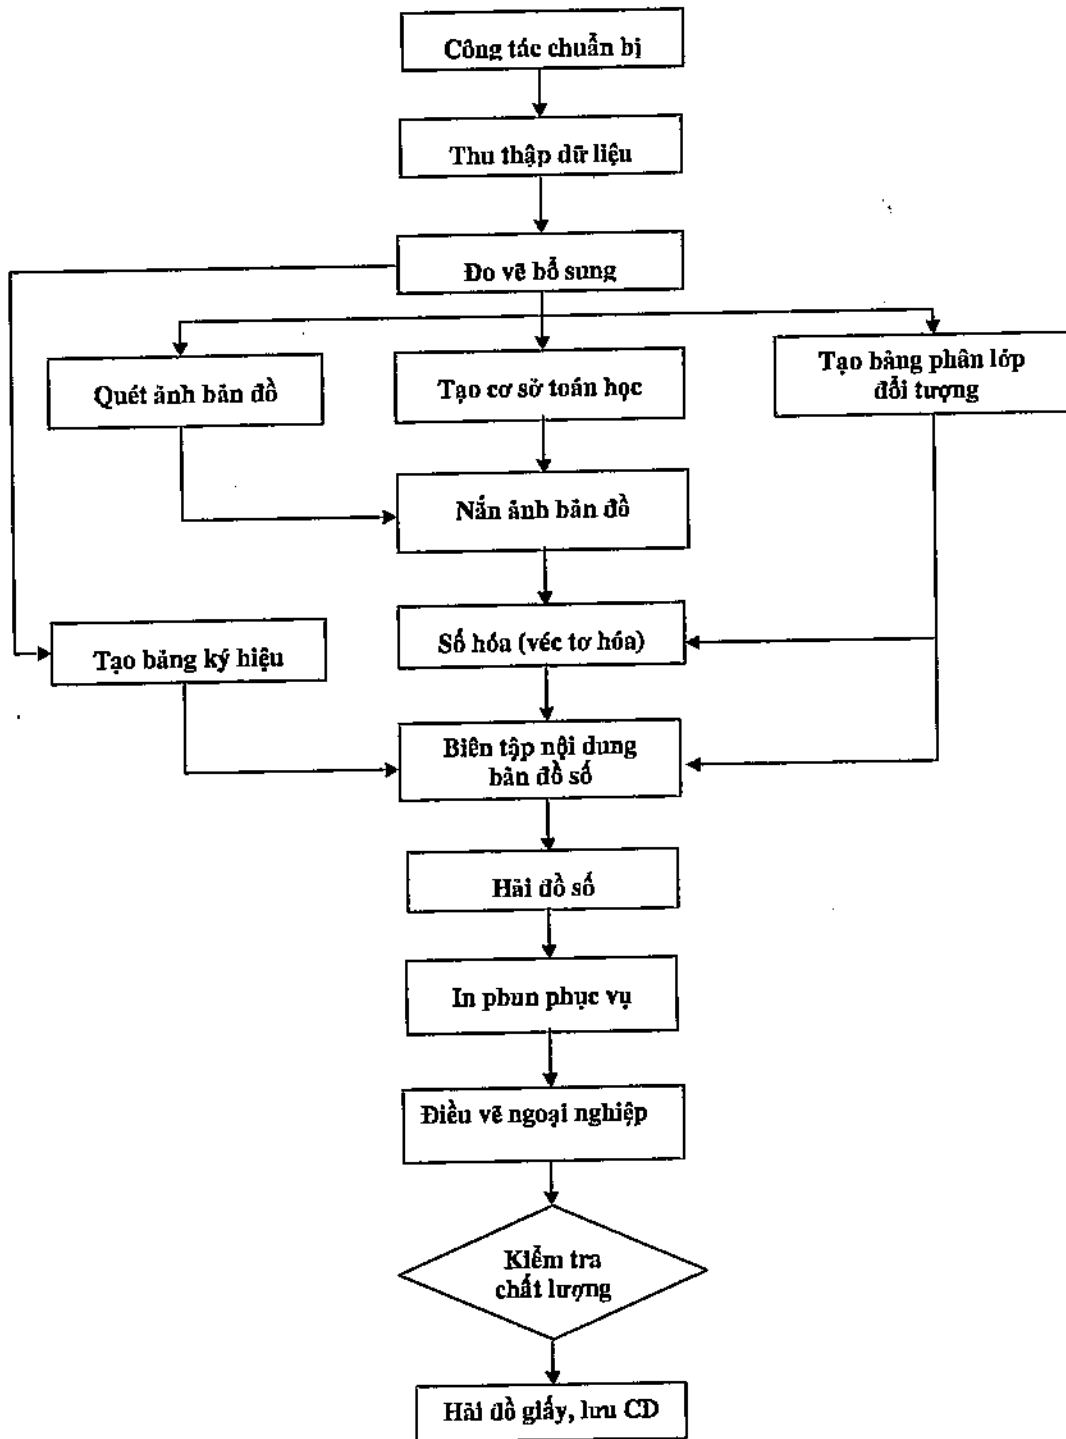 Công tác chuẩn bị
Thu thập dữ liệu
Đo vẽ bổ sung
Quét ảnh bản đồ
Tạo cơ sở toán học
Tạo bảng phân lớp
đối tượng
Nắn ảnh bản đồ
Số hóa (véc tơ hóa)
Tạo bảng ký hiệu
Biên tập nội dung
bản đồ số
Hải đồ số
In phun phục vụ
Điều vẽ ngoại nghiệp
Kiểm tra
chất lượng
Hải đồ giấy, lưu CD